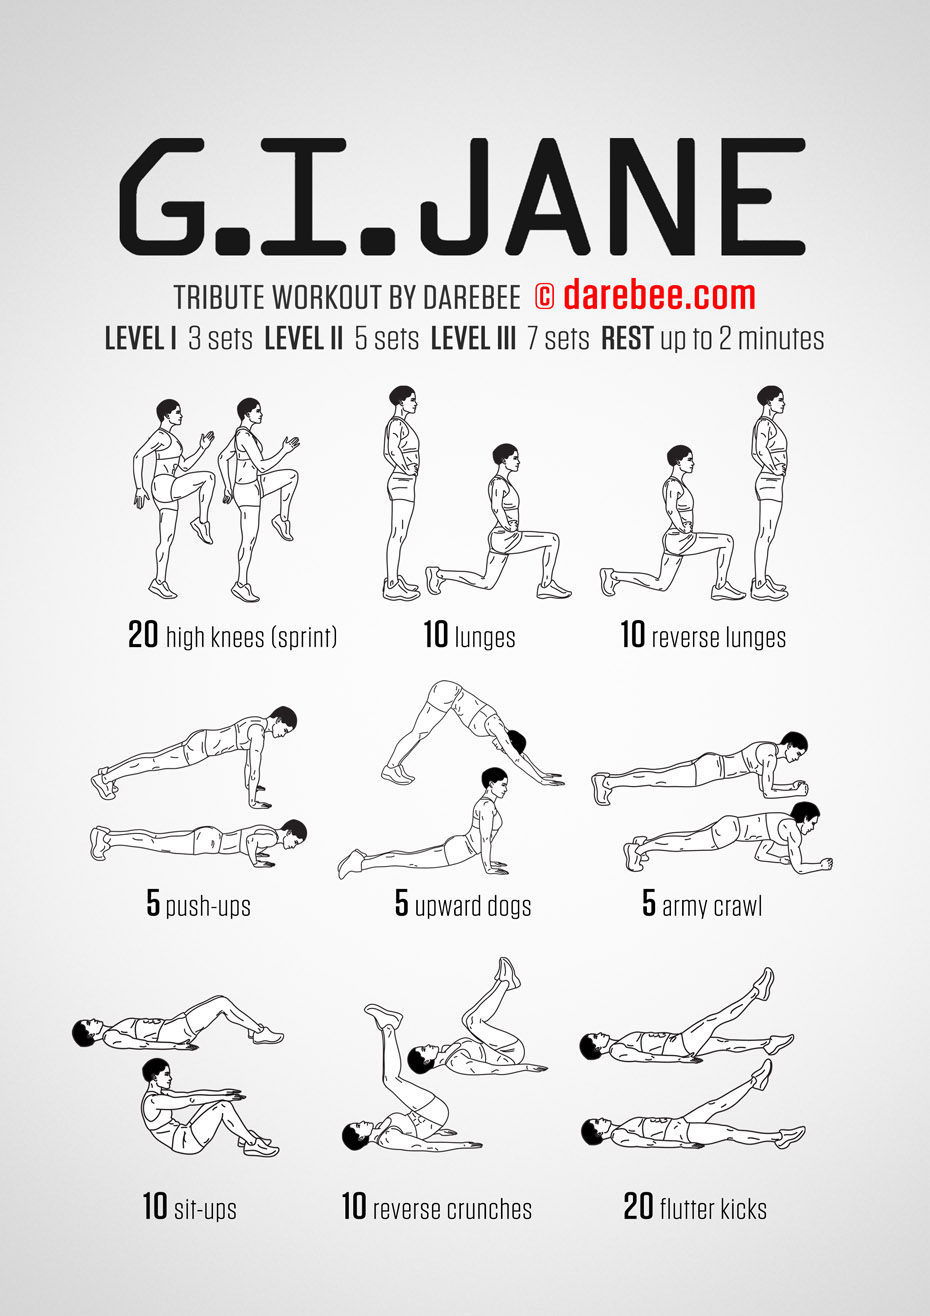 G.I.JANE
TRIBUTE WORKOUT BY DAREBEE © darebee.com
LEVEL I 3 sets LEVEL II 5 sets LEVEL III 7 sets REST up to 2 minutes
20 high knees (sprint)
10 lunges
10 reverse lunges
5 push-ups
5 upward dogs
5 army crawl
10 sit-ups
10 reverse crunches
20 flutter kicks